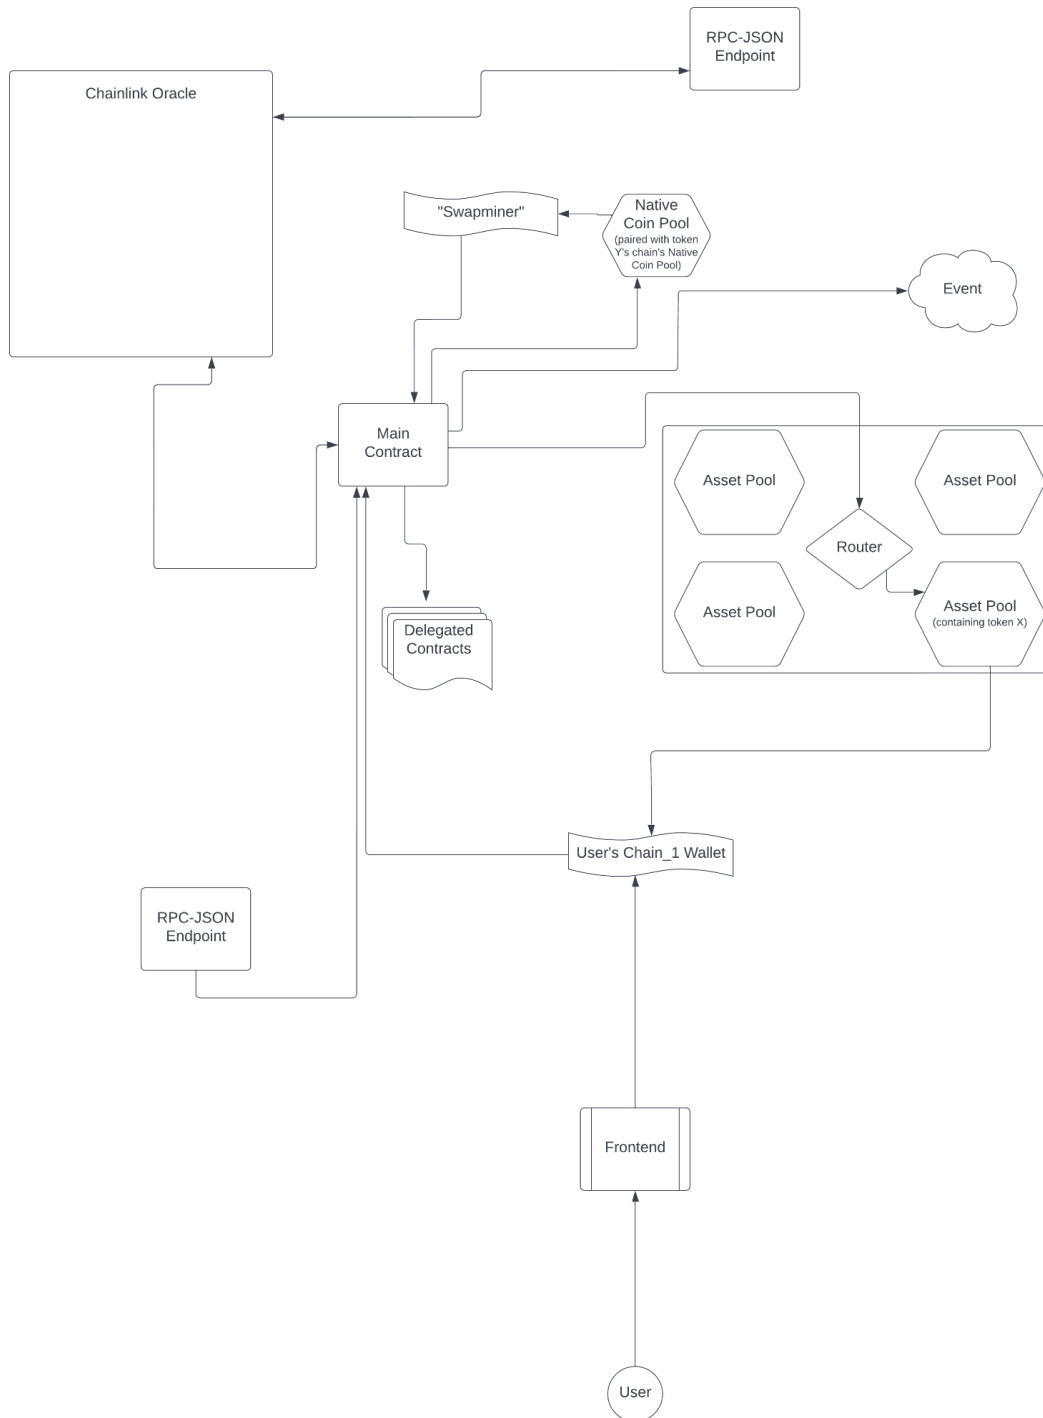 RPC-JSON
Endpoint
Chainlink Oracle
"Swapminer"
Native
Coin Pool
(paired with token
Y's chain's Native
Coin Pool)
Event
Main
Contract
Asset Pool
Asset Pool
Router
Asset Pool
Asset Pool
(containing token X)
Delegated
Contracts
User's Chain_1 Wallet
RPC-JSON
Endpoint
Frontend
User